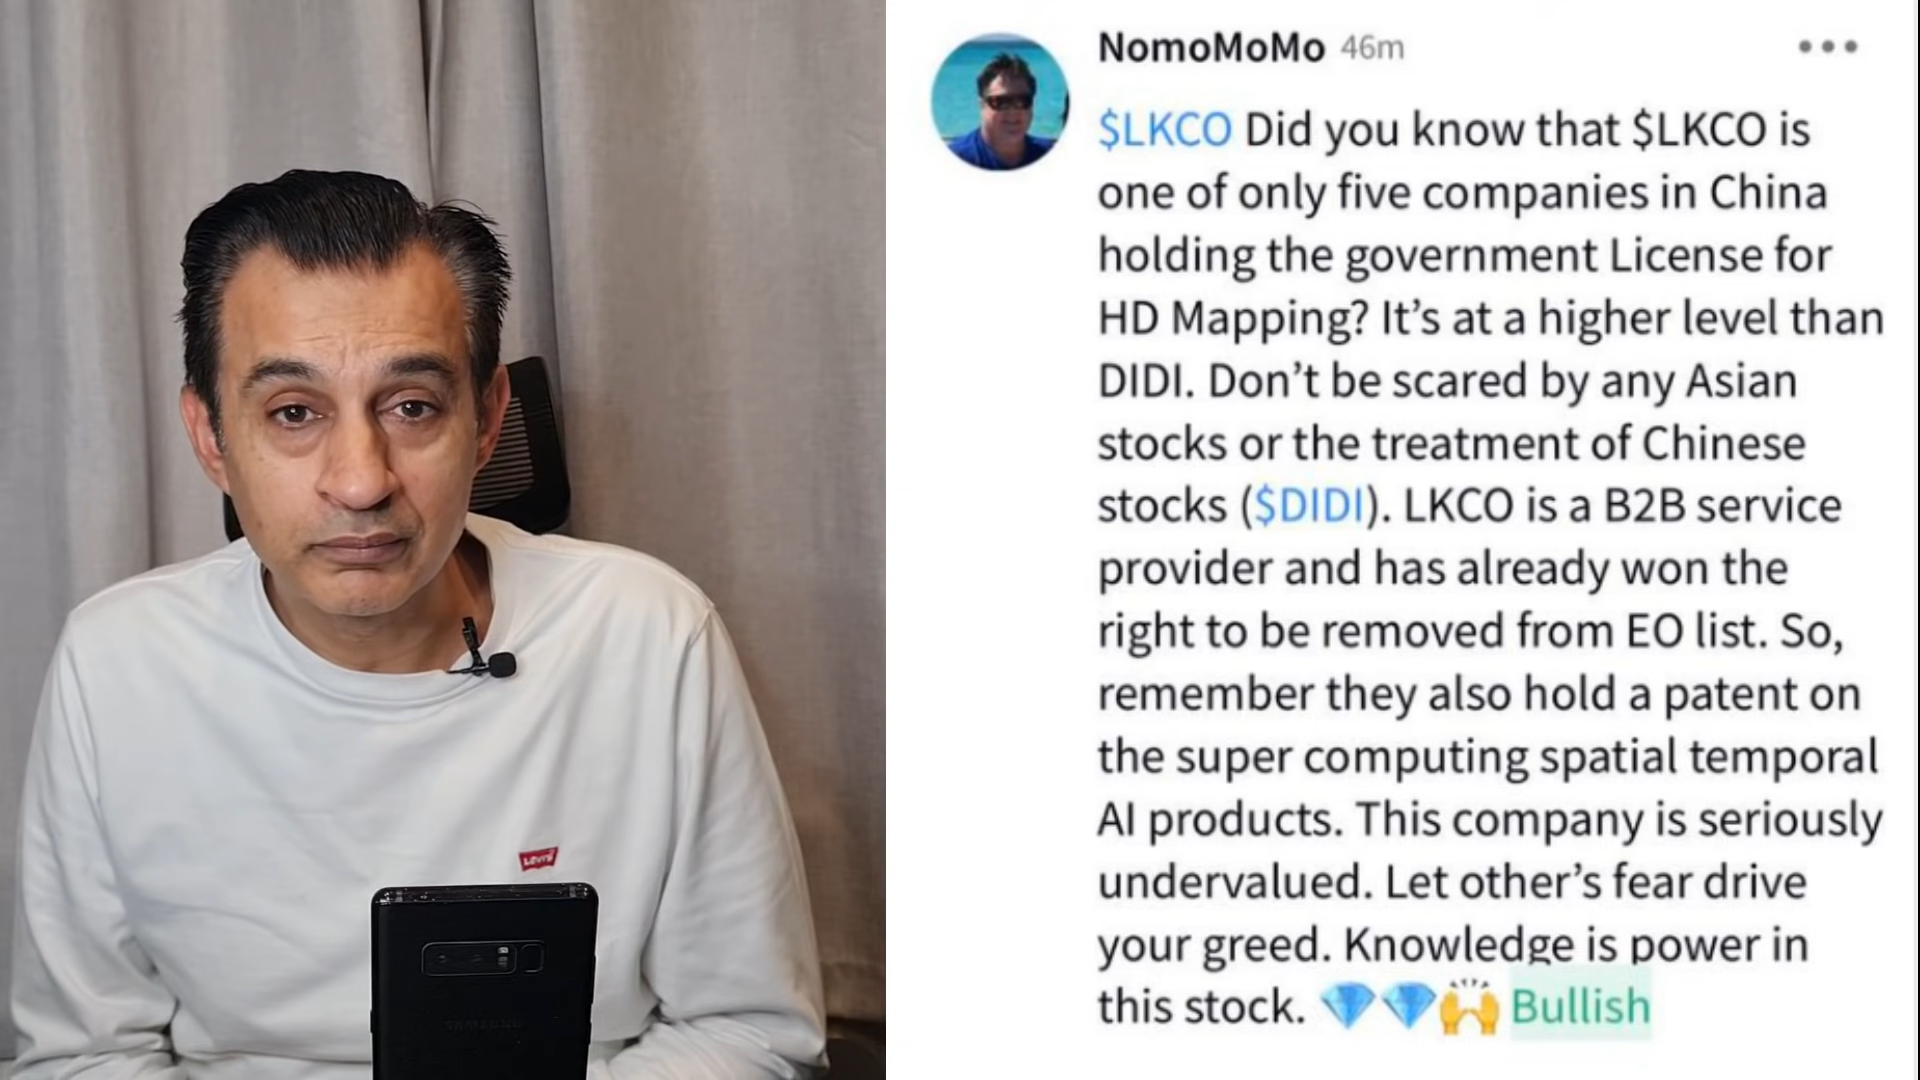 NomoMoMo 46m
$LKCO Did you know that $LKCO is
one of only five companies in China
holding the government License for
HD Mapping? It’s at a higher level than
DIDI. Don’t be scared by any Asian
stocks or the treatment of Chinese
stocks ($DIDI). LKCO is a B2B service
provider and has already won the
right to be removed from EO list. So,
remember they also hold a patent on
the super computing spatial temporal
AI products. This company is seriously
undervalued. Let other’s fear drive
your greed. Knowledge is power in
this stock. 💎💎🙌 Bullish
Levi's
SAMSUNG